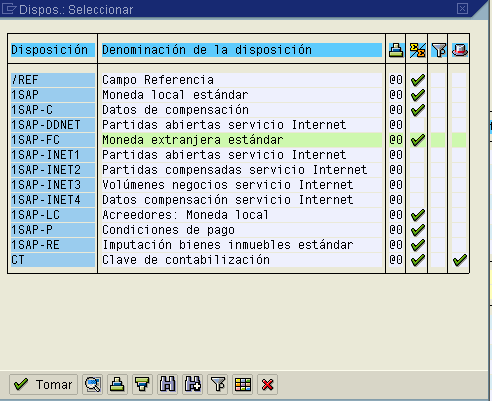 Dispos.: Seleccionar
Disposición Denominación de la disposición
/REF Campo Referencia @0
1SAP Moneda local estándar @0
1SAP-C Datos de compensación @0
1SAP-DDNET Partidas abiertas servicio Internet @0
1SAP-FC Moneda extranjera estándar @0
1SAP-INET1 Partidas abiertas servicio Internet @0
1SAP-INET2 Partidas compensadas servicio Internet @0
1SAP-INET3 Volúmenes negocios servicio Internet @0
1SAP-INET4 Datos compensación servicio Internet @0
1SAP-LC Acreedores: Moneda local @0
1SAP-P Condiciones de pago @0
1SAP-RE Imputación bienes inmuebles estándar @0
CT Clave de contabilización @0
Tomar